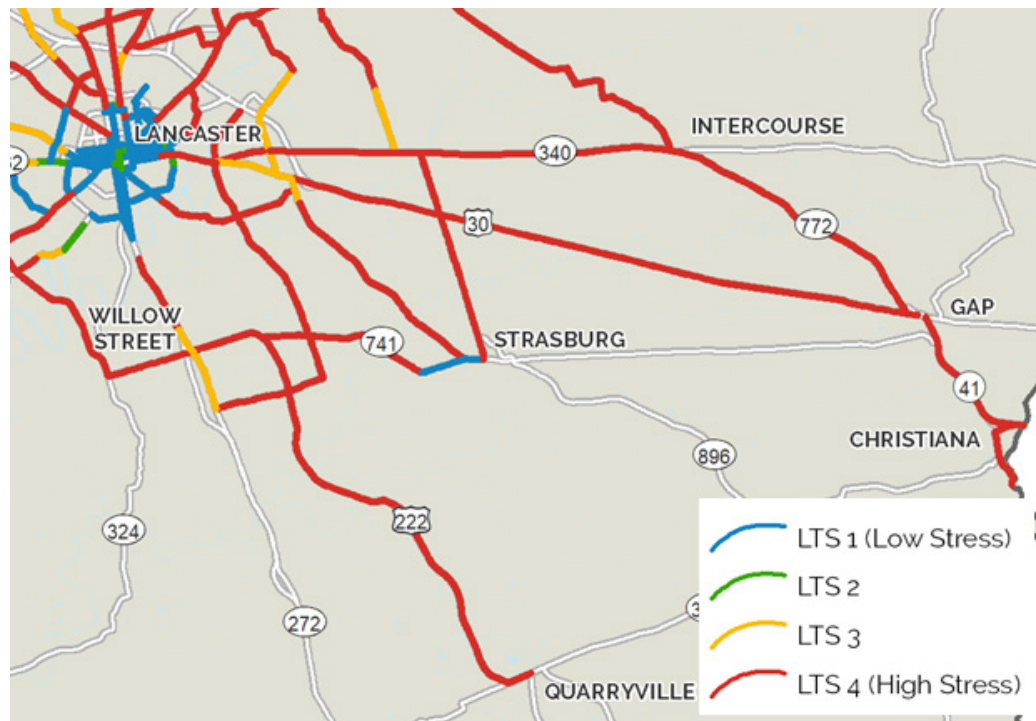 LANCASTER
INTERCOURSE
340
30
772
WILLOW
STREET
741
STRASBURG
GAP
41
CHRISTIANA
896
222
324
272
QUARRYVILLE
LTS 1 (Low Stress)
LTS 2
LTS 3
LTS 4 (High Stress)